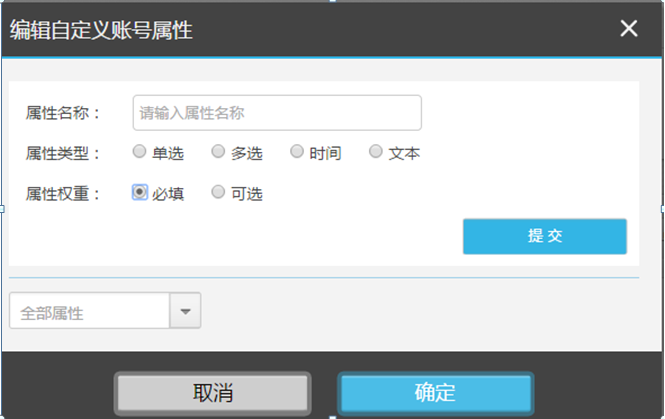 编辑自定义账号属性
属性名称： 请输入属性名称
属性类型： 单选 多选 时间 文本
属性权重： 必填 可选
提 交
全部属性
取消 确定